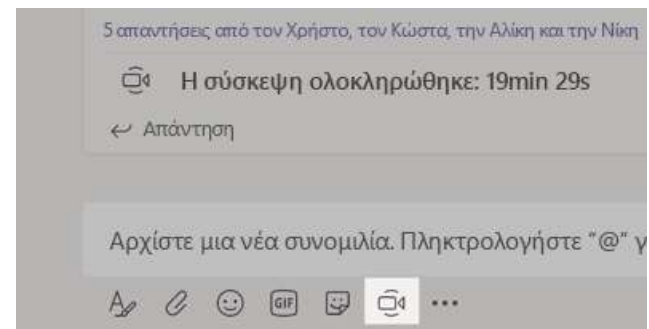 5 απαντήσεις από τον Χρήστο, τον Κώστα, την Αλίκη και την Νίκη
Η σύσκεψη ολοκληρώθηκε: 19min 29s
Απάντηση
Αρχίστε μια νέα συνομιλία. Πληκτρολογήστε "@" γ
GIF